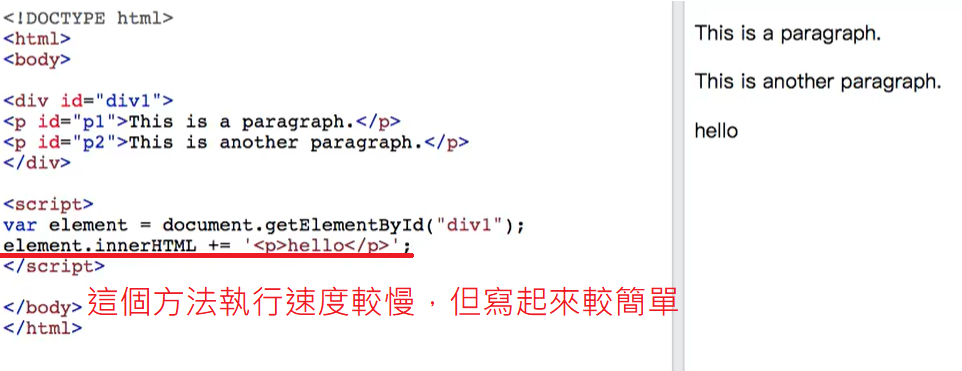 <!DOCTYPE html>
<html>
<body>
<div id="div1">
<p id="p1">This is a paragraph.</p>
<p id="p2">This is another paragraph.</p>
</div>
<script>
var element = document.getElementById("div1");
element.innerHTML += '<p>hello</p>';
</script>
</body>
這個方法執行速度較慢，但寫起來較簡單
</html>
This is a paragraph.
This is another paragraph.
hello